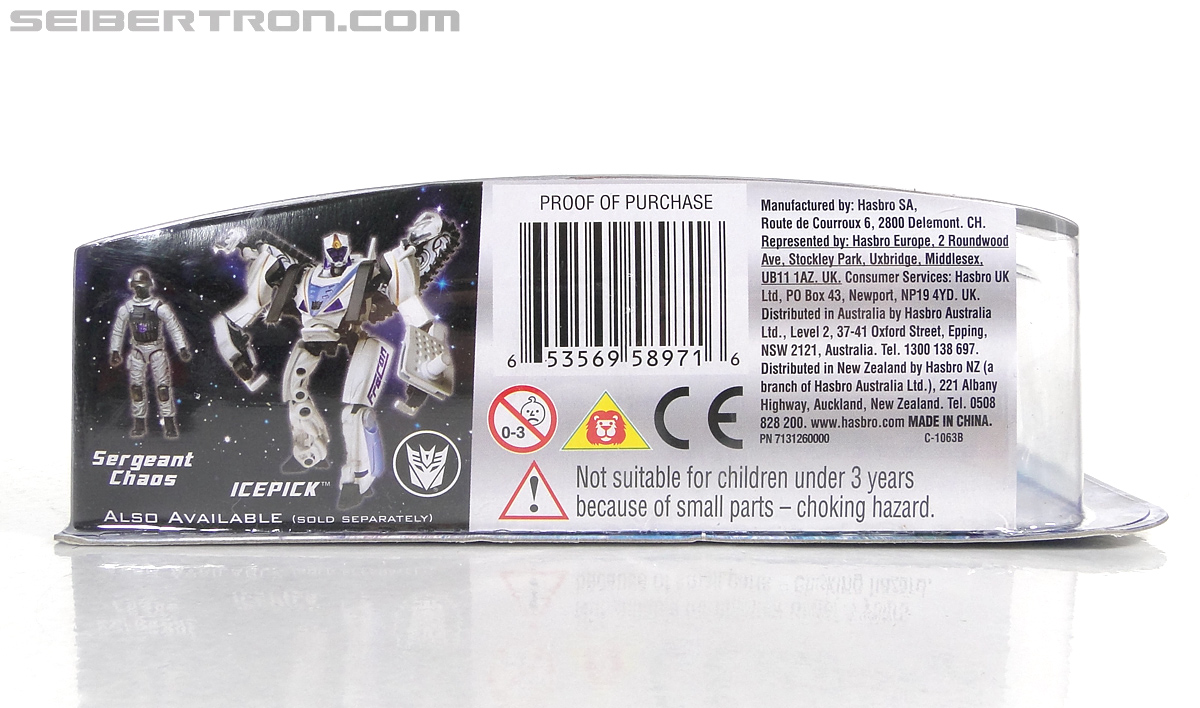 SEIBERTRON.COM
PROOF OF PURCHASE
6 53569 58971 6
Manufactured by: Hasbro SA,
Route de Courroux 6, 2800 Delemont. CH.
Represented by: Hasbro Europe, 2 Roundwood
Ave, Stockley Park, Uxbridge, Middlesex,
UB11 1AZ. UK. Consumer Services: Hasbro UK
Ltd, PO Box 43, Newport, NP19 4YD. UK.
Distributed in Australia by Hasbro Australia
Ltd., Level 2, 37-41 Oxford Street, Epping,
NSW 2121, Australia. Tel. 1300 138 697.
Distributed in New Zealand by Hasbro NZ (a
branch of Hasbro Australia Ltd.), 221 Albany
Highway, Auckland, New Zealand. Tel. 0508
828 200. www.hasbro.com MADE IN CHINA.
PN 7131260000 C-1063B
0-3
CE
Not suitable for children under 3 years
because of small parts – choking hazard.
Sergeant
Chaos
ICEPICK™
ALSO AVAILABLE (SOLD SEPARATELY)